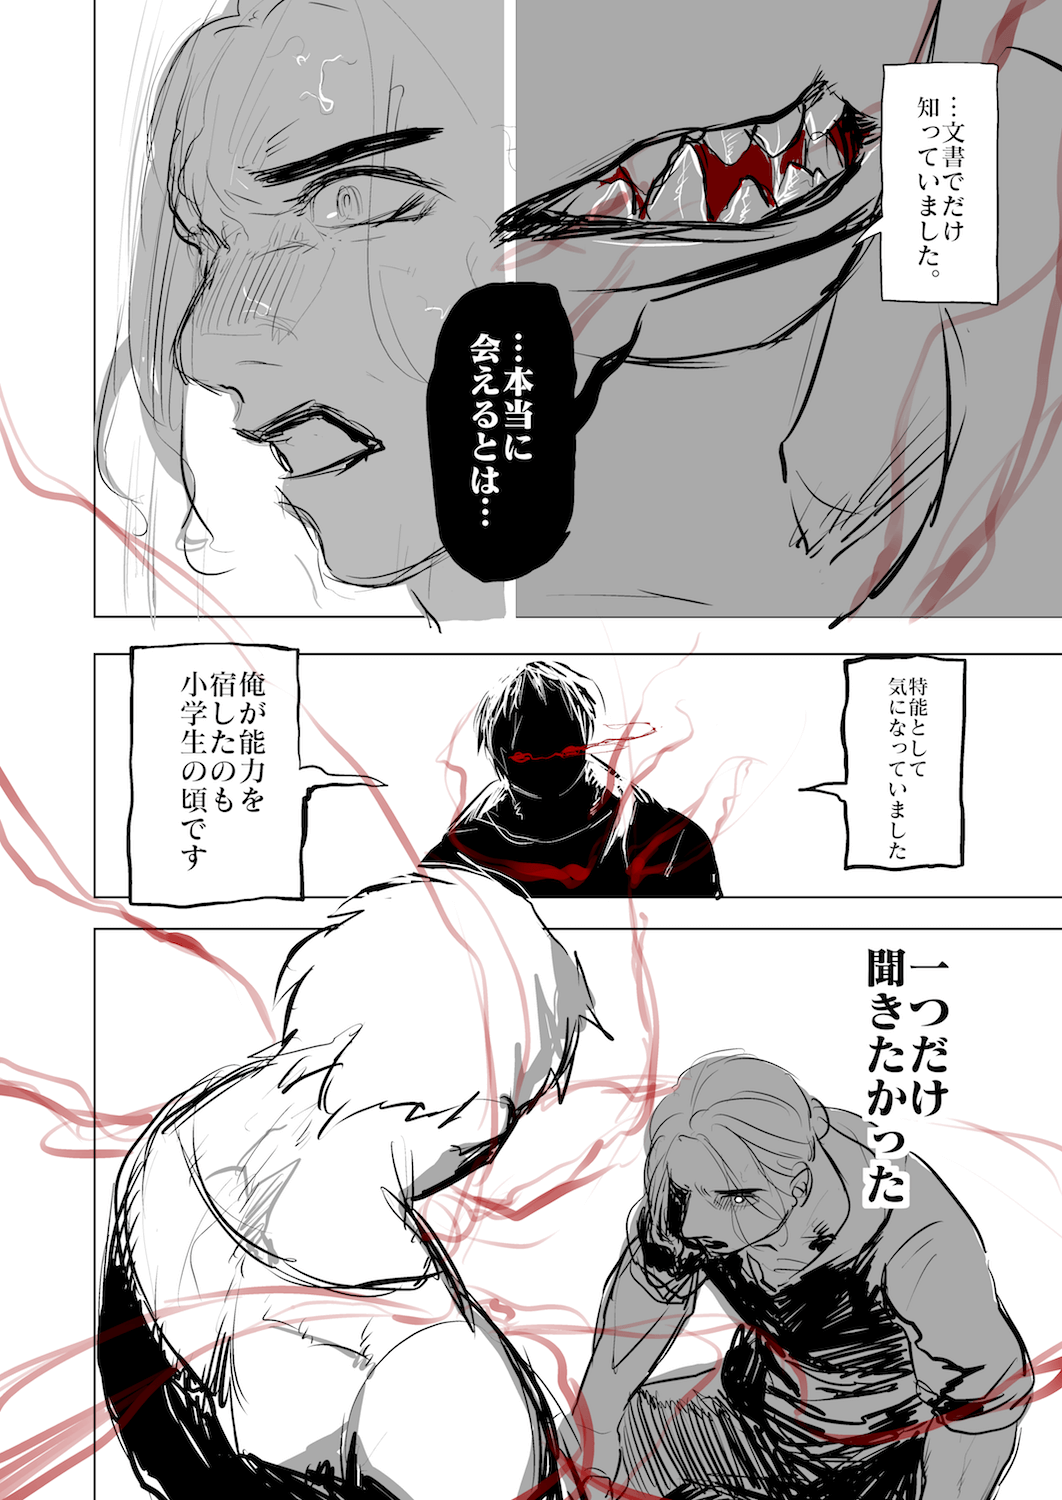 …文書でだけ
知っていました。
…本当に
会えるとは…
特能として
気になっていました
俺が能力を
宿したのも
小学生の頃です
一つだけ
聞きたかった